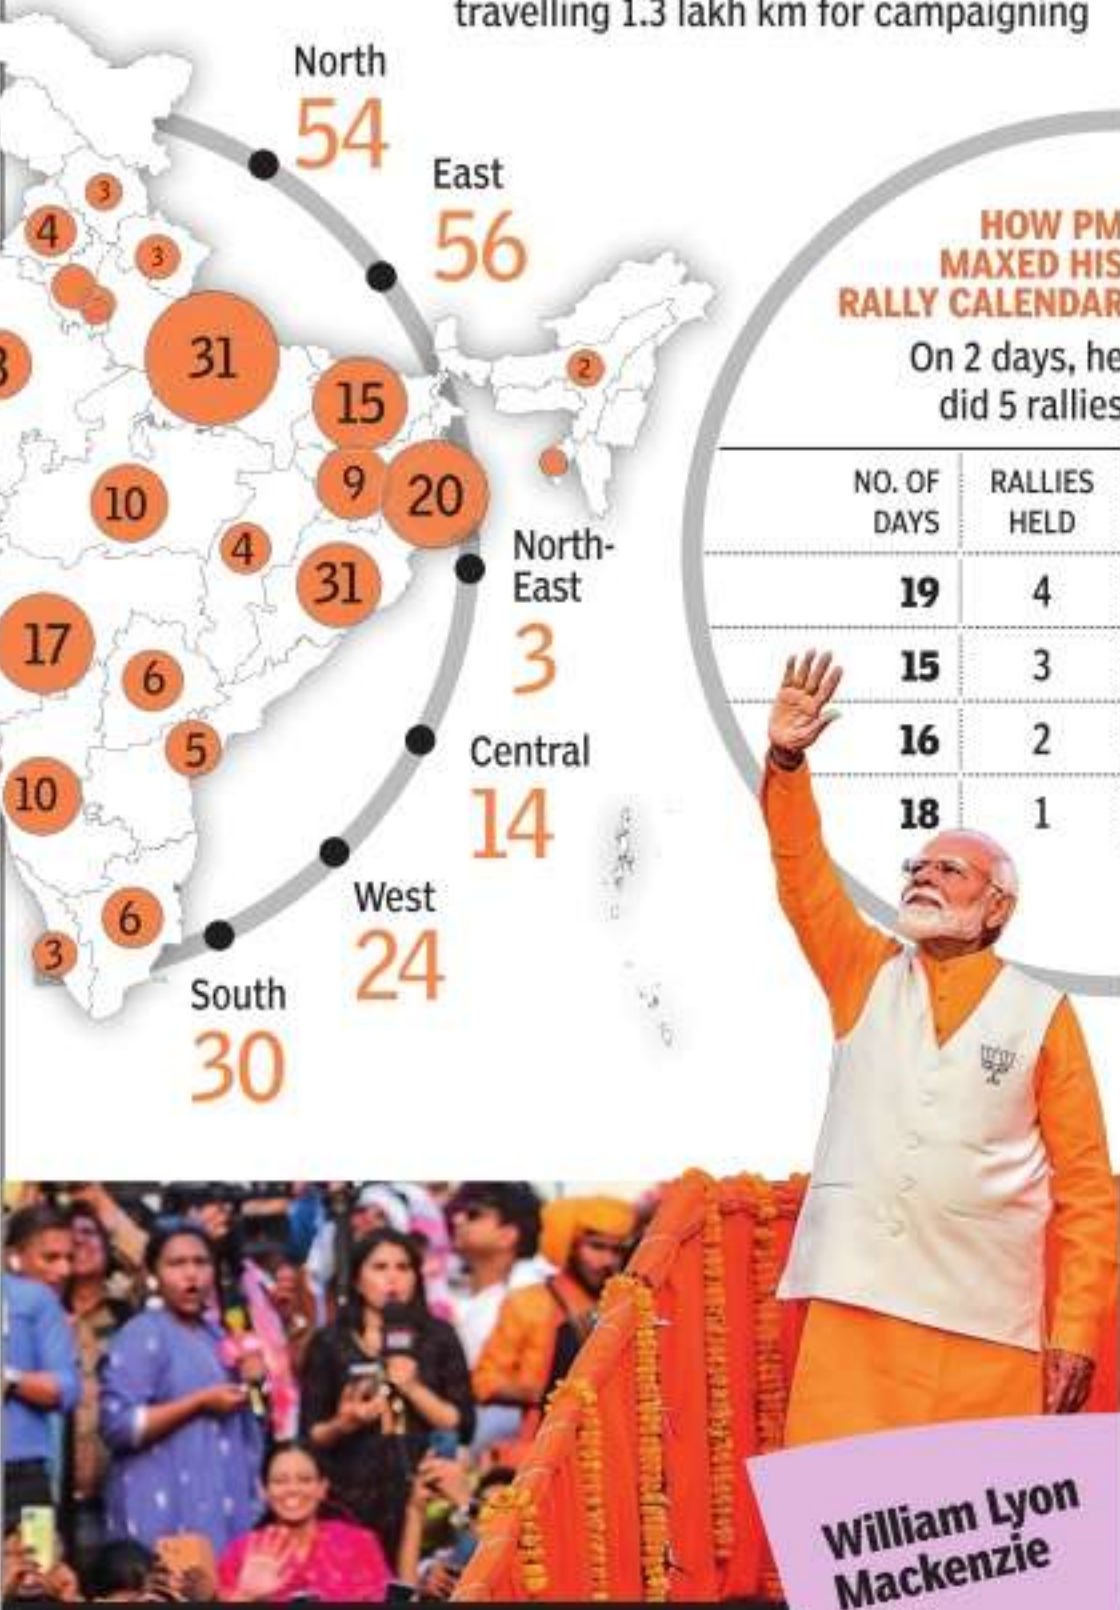 travelling 1.3 lakh km for campaigning
North
54
East
56
3
4
3
31
15
9
20
10
4
31
17
6
5
10
6
3
2
North-
East
3
Central
14
West
24
South
30
HOW PM
MAXED HIS
RALLY CALENDAR
On 2 days, he
did 5 rallies
NO. OF RALLIES
DAYS HELD
19 4
15 3
16 2
18 1
William Lyon
Mackenzie